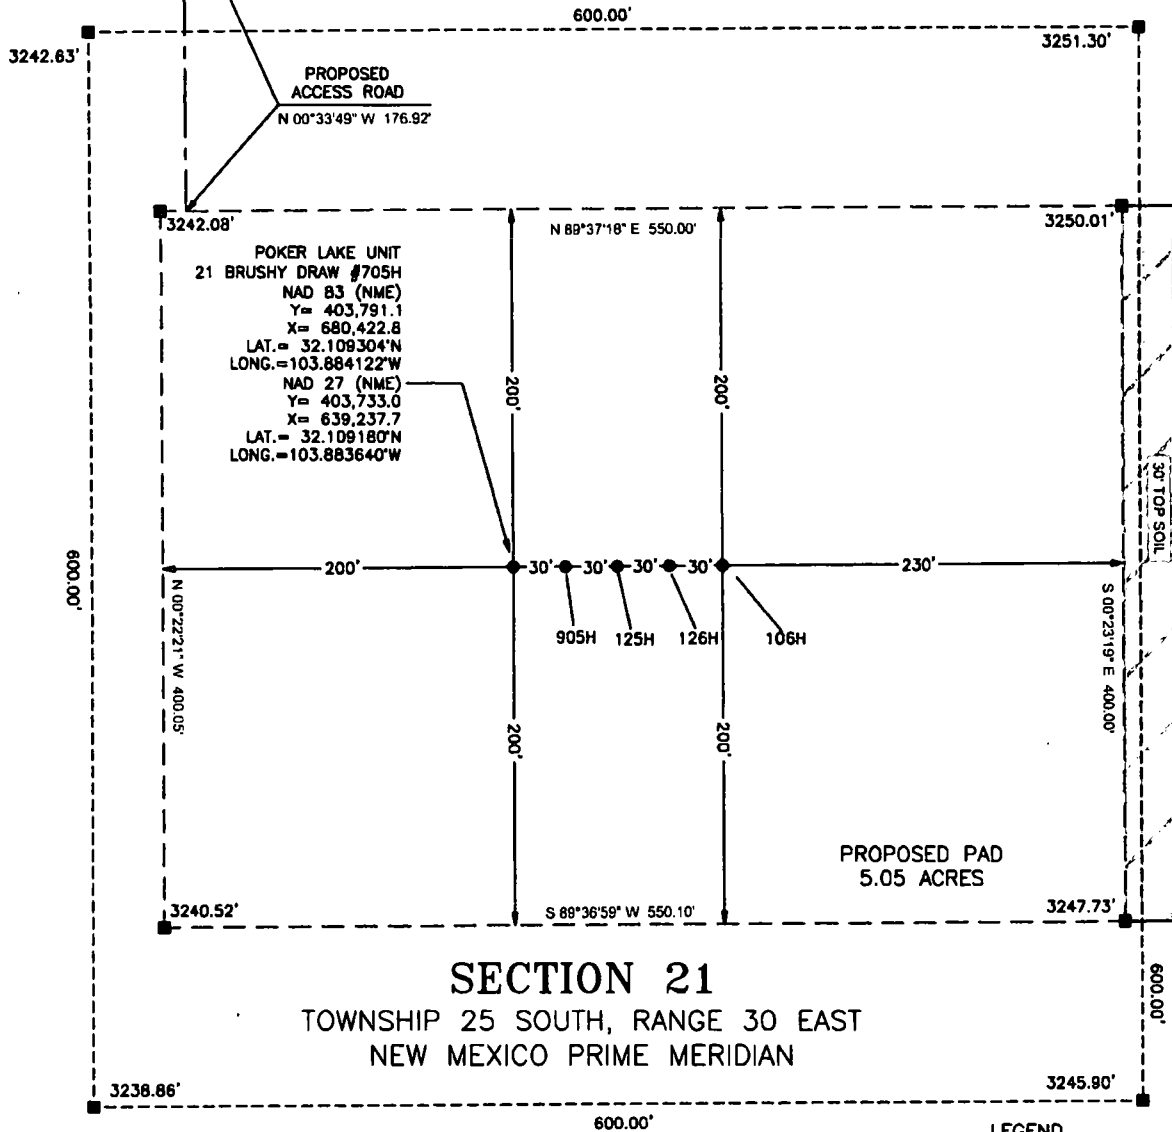 600.00'
3242.63'
3251.30'
PROPOSED
ACCESS ROAD
N 00°33'49" W 176.92'
3242.08'
N 89°37'18" E 550.00'
3250.01'
POKER LAKE UNIT
21 BRUSHY DRAW #705H
NAD 83 (NME)
Y= 403,791.1
X= 680,422.8
LAT.= 32.109304°N
LONG.=103.884122°W
NAD 27 (NME)
Y= 403,733.0
X= 639,237.7
LAT.= 32.109180°N
LONG.=103.883640°W
200'
200'
30' TOP SOIL
600.00'
200'
30'
30'
30'
30'
230'
N 00°22'21" W 400.05'
S 00°23'19" E 400.00'
905H
125H
126H
106H
200'
200'
PROPOSED PAD
5.05 ACRES
3240.52'
S 89°36'59" W 550.10'
3247.73'
SECTION 21
TOWNSHIP 25 SOUTH, RANGE 30 EAST
NEW MEXICO PRIME MERIDIAN
600.00'
3238.86'
3245.90'
600.00'
LEGEND